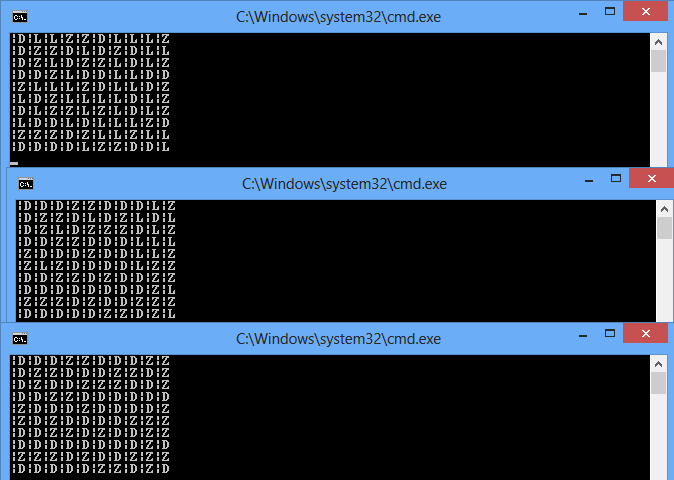 C:\Windows\system32\cmd.exe
¦D¦L¦L¦Z¦Z¦D¦L¦L¦L¦Z
¦D¦Z¦Z¦D¦L¦D¦Z¦L¦L¦L
¦D¦Z¦L¦D¦Z¦Z¦D¦L¦L¦Z
¦D¦D¦D¦Z¦L¦D¦D¦L¦D¦D
¦Z¦L¦L¦L¦Z¦L¦Z¦L¦L¦Z
¦L¦D¦Z¦L¦L¦L¦L¦D¦L¦Z
¦D¦L¦Z¦Z¦L¦Z¦Z¦L¦L¦Z
¦L¦D¦D¦L¦D¦L¦L¦Z¦Z¦D
¦Z¦Z¦Z¦Z¦D¦L¦Z¦Z¦L¦L
¦D¦D¦D¦D¦L¦Z¦Z¦D¦D¦L
C:\Windows\system32\cmd.exe
¦D¦D¦D¦Z¦Z¦D¦D¦D¦L¦Z
¦D¦Z¦Z¦D¦L¦D¦Z¦L¦D¦L
¦D¦Z¦L¦D¦Z¦Z¦D¦D¦Z¦Z
¦D¦D¦D¦Z¦D¦D¦D¦L¦L¦L
¦Z¦D¦D¦D¦Z¦D¦Z¦D¦L¦L
¦Z¦L¦Z¦D¦D¦D¦D¦L¦Z¦Z
¦D¦D¦Z¦D¦Z¦Z¦D¦D¦Z¦Z
¦D¦D¦D¦D¦D¦D¦D¦Z¦Z¦L
¦Z¦Z¦Z¦Z¦D¦D¦D¦Z¦Z¦Z
¦D¦D¦D¦D¦D¦Z¦Z¦D¦Z¦L
C:\Windows\system32\cmd.exe
¦D¦D¦D¦Z¦Z¦D¦D¦D¦Z¦Z
¦D¦Z¦Z¦D¦D¦D¦Z¦D¦D¦Z
¦D¦Z¦D¦D¦Z¦Z¦D¦D¦Z¦Z
¦D¦D¦D¦Z¦D¦D¦D¦D¦D¦D
¦Z¦D¦D¦D¦Z¦D¦Z¦D¦D¦Z
¦Z¦D¦Z¦D¦D¦D¦D¦D¦Z¦Z
¦D¦D¦Z¦D¦Z¦Z¦D¦D¦Z¦Z
¦D¦D¦D¦D¦D¦D¦D¦Z¦Z¦D
¦Z¦Z¦Z¦Z¦D¦D¦D¦Z¦Z¦Z
¦D¦D¦D¦D¦D¦Z¦Z¦D¦Z¦D